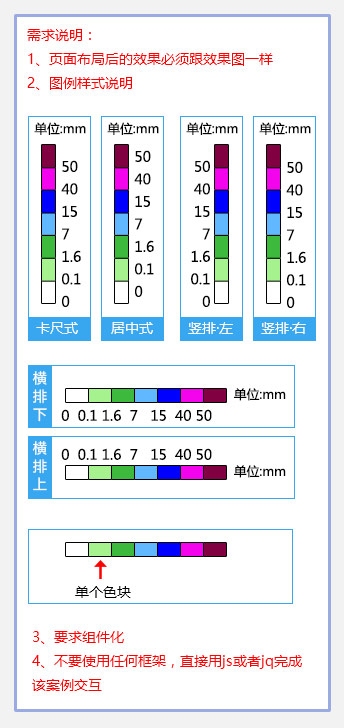 需求说明：
1、页面布局后的效果必须跟效果图一样
2、图例样式说明
单位:mm
50
40
15
7
1.6
0.1
0
卡尺式
单位:mm
50
40
15
7
1.6
0.1
0
居中式
单位:mm
50
40
15
7
1.6
0.1
0
竖排·左
单位:mm
50
40
15
7
1.6
0.1
0
竖排·右
横排下
单位:mm
0 0.1 1.6 7 15 40 50
横排上
0 0.1 1.6 7 15 40 50
单位:mm
单个色块
3、要求组件化
4、不要使用任何框架，直接用js或者jq完成
该案例交互